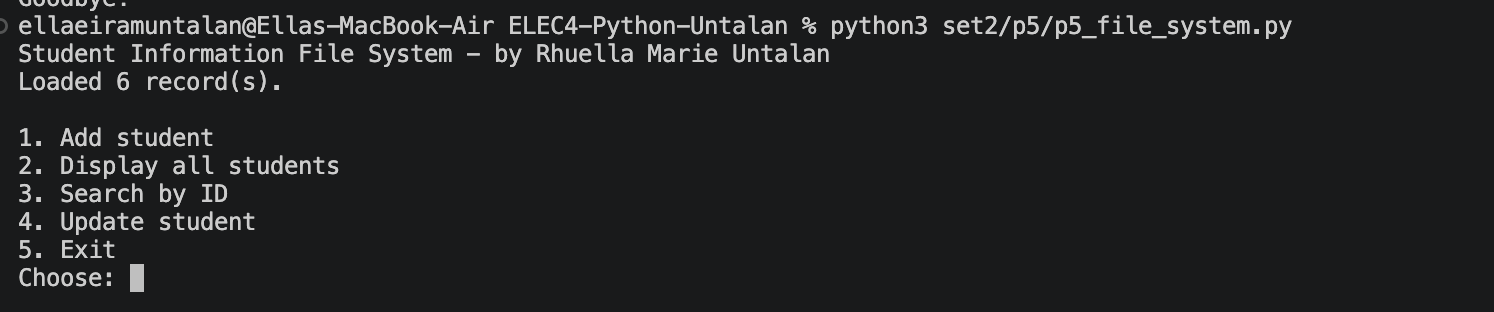 Goodbye!
ellaeiramuntalan@Ellas-MacBook-Air ELEC4-Python-Untalan % python3 set2/p5/p5_file_system.py
Student Information File System - by Rhuella Marie Untalan
Loaded 6 record(s).
1. Add student
2. Display all students
3. Search by ID
4. Update student
5. Exit
Choose: